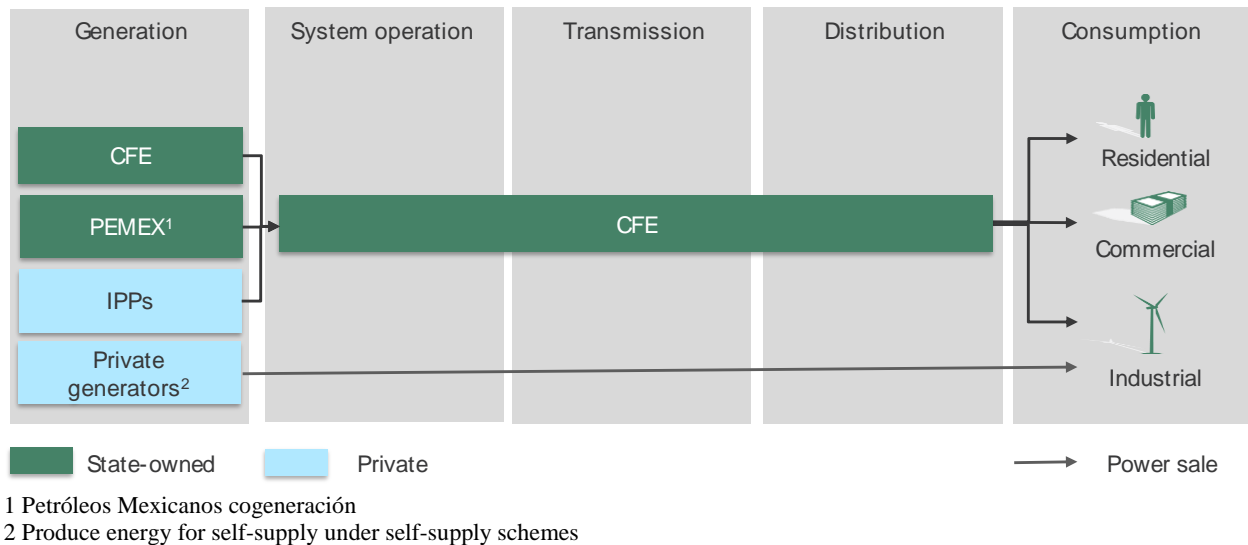 Generation
System operation
Transmission
Distribution
Consumption
CFE
PEMEX¹
IPPs
Private
generators²
CFE
Residential
Commercial
Industrial
State-owned
Private
Power sale
1 Petróleos Mexicanos cogeneración
2 Produce energy for self-supply under self-supply schemes